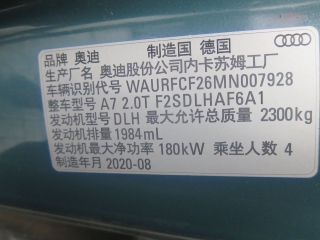 品牌 奥迪 制造国 德国
生产厂名 奥迪股份公司内卡苏姆工厂
车辆识别代号 WAURFCF26MN007928
整车型号 A7 2.0T F2SDLHAF6A1
发动机型号 DLH 最大允许总质量 2300kg
发动机排量 1984mL
发动机最大净功率 180kW 乘坐人数 4
制造年月 2020-08